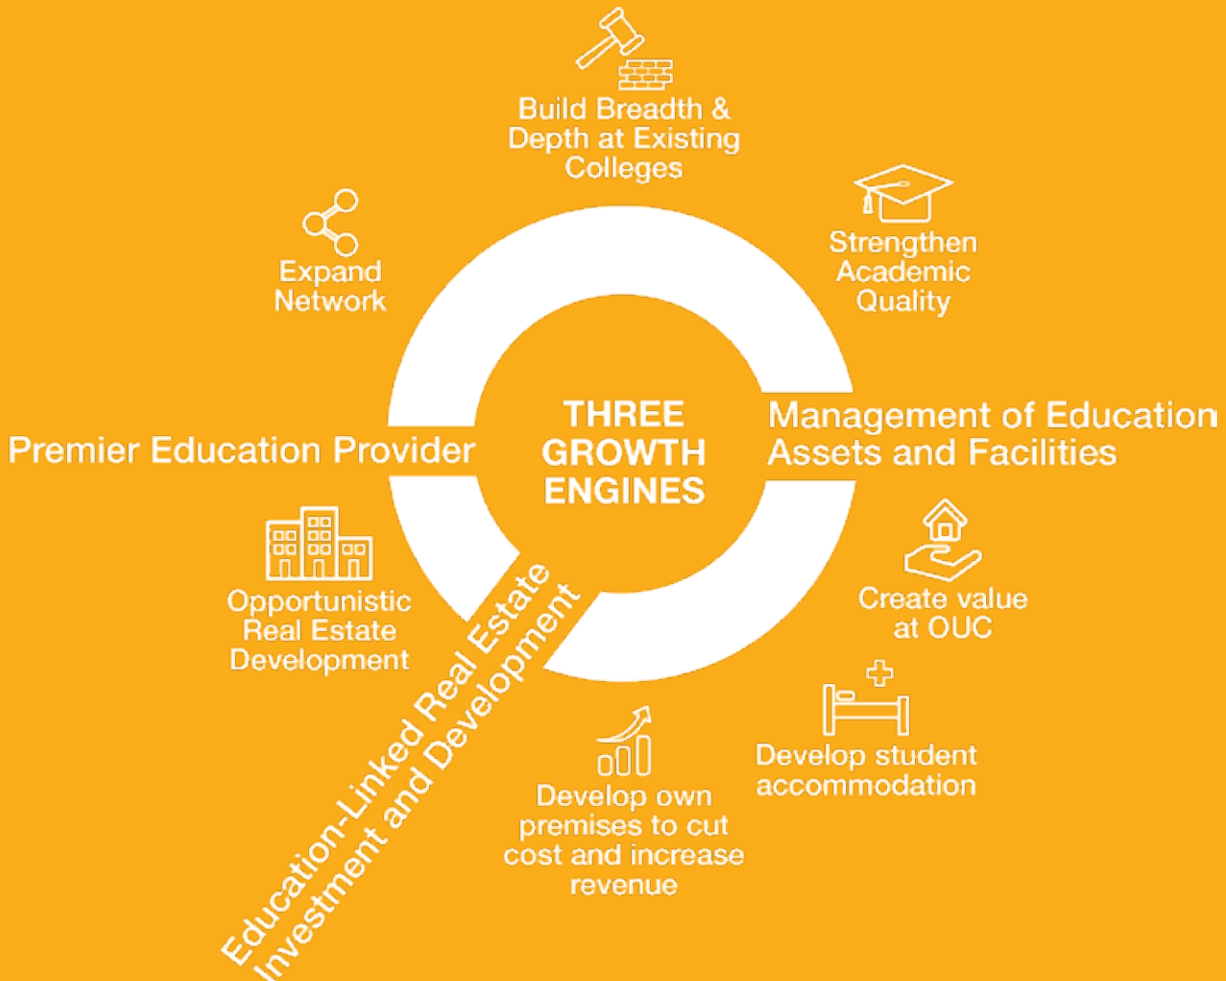 Build Breadth &
Depth at Existing
Colleges
Expand
Network
Strengthen
Academic
Quality
THREE
GROWTH
ENGINES
Premier Education Provider
Management of Education
Assets and Facilities
Opportunistic
Real Estate
Development
Create value
at OUC
Education-Linked Real Estate
Investment and Development
Develop student
accommodation
Develop own
premises to cut
cost and increase
revenue